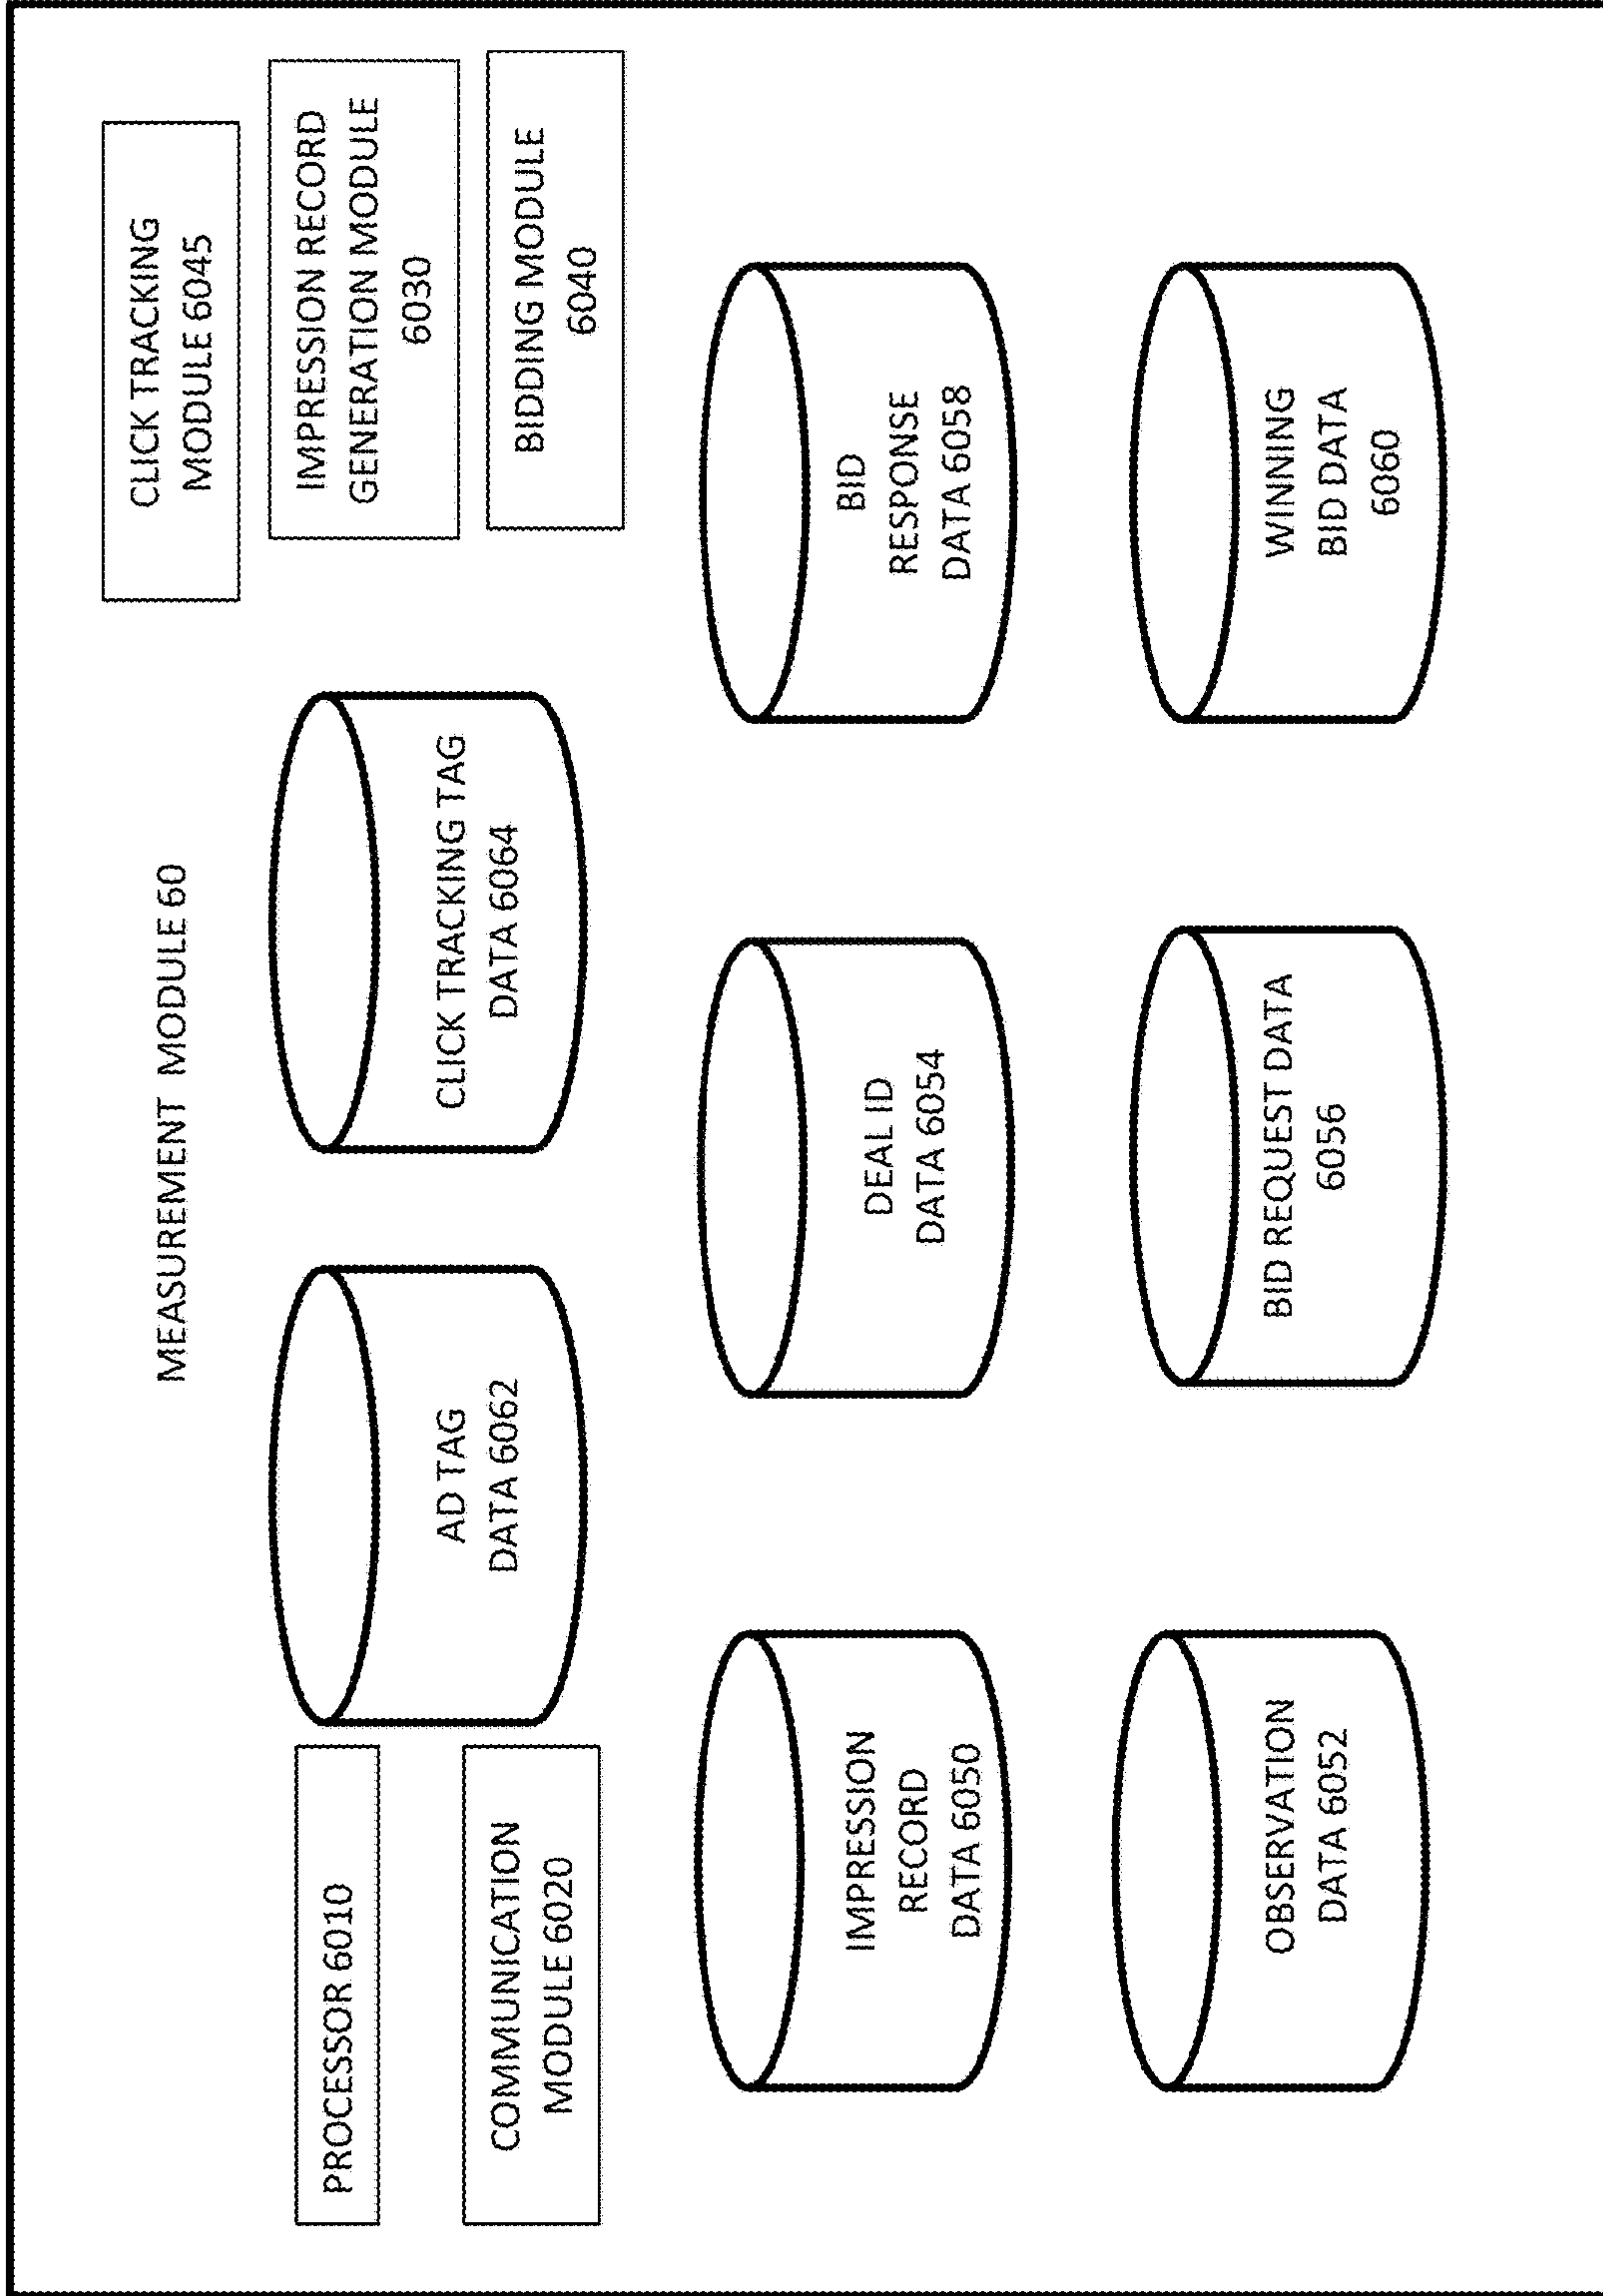 MEASUREMENT MODULE 60
PROCESSOR 6010
COMMUNICATION
MODULE 6020
AD TAG
DATA 6062
CLICK TRACKING TAG
DATA 6064
CLICK TRACKING
MODULE 6045
IMPRESSION RECORD
GENERATION MODULE
6030
BIDDING MODULE
6040
IMPRESSION
RECORD
DATA 6050
DEAL ID
DATA 6054
BID
RESPONSE
DATA 6058
OBSERVATION
DATA 6052
BID REQUEST DATA
6056
WINNING
BID DATA
6060